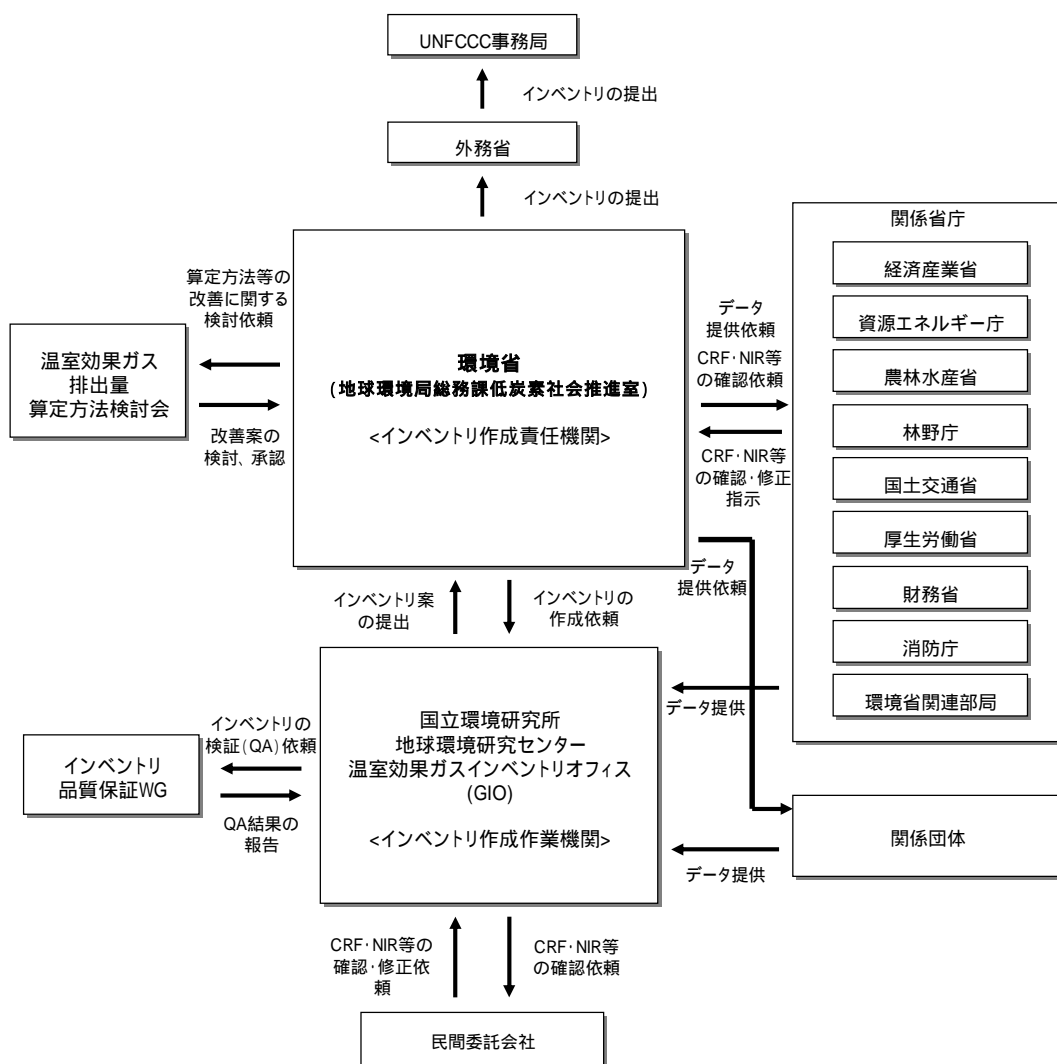 UNFCCC事務局
インベントリの提出
外務省
インベントリの提出
算定方法等の
改善に関する
検討依頼
温室効果ガス
排出量
算定方法検討会
改善案の
検討、承認
環境省
(地球環境局総務課低炭素社会推進室)
<インベントリ作成責任機関>
データ
提供依頼
CRF・NIR等
の確認依頼
CRF・NIR等
の確認・修正
指示
関係省庁
経済産業省
資源エネルギー庁
農林水産省
林野庁
国土交通省
厚生労働省
財務省
消防庁
環境省関連部局
データ
提供依頼
インベントリ案
の提出
インベントリの
作成依頼
国立環境研究所
地球環境研究センター
温室効果ガスインベントリオフィス
(GIO)
<インベントリ作成作業機関>
インベントリの
検証(QA)依頼
インベントリ
品質保証WG
QA結果の
報告
データ提供
関係団体
データ提供
CRF・NIR等の
確認・修正依
頼
CRF・NIR等
の確認依頼
民間委託会社